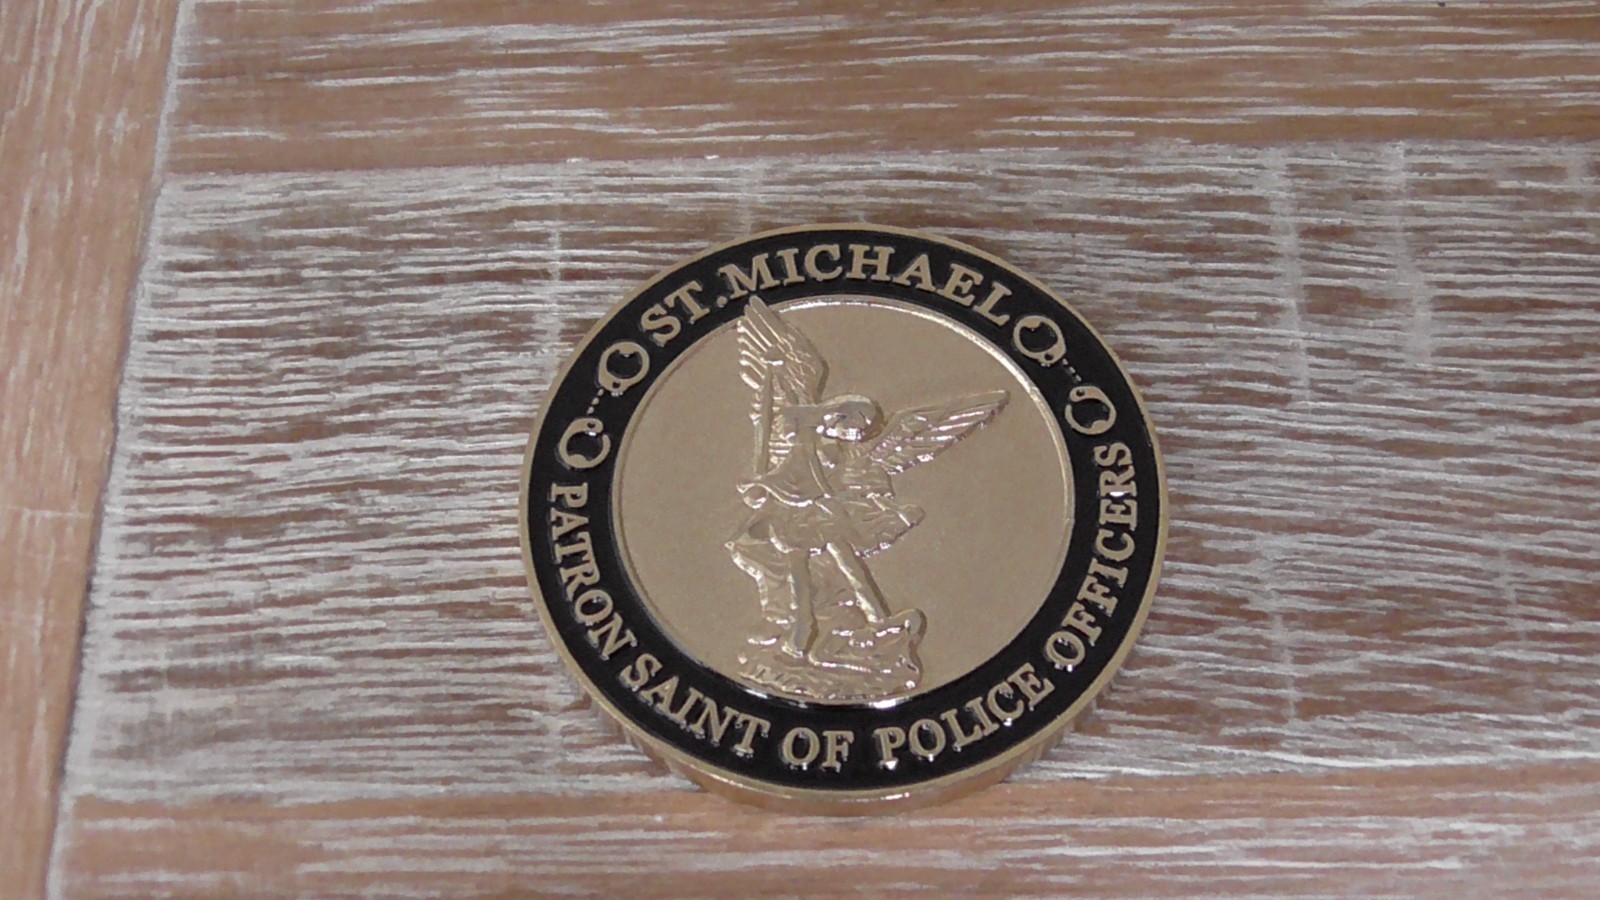 ST. MICHAEL
PATRON SAINT OF POLICE OFFICERS